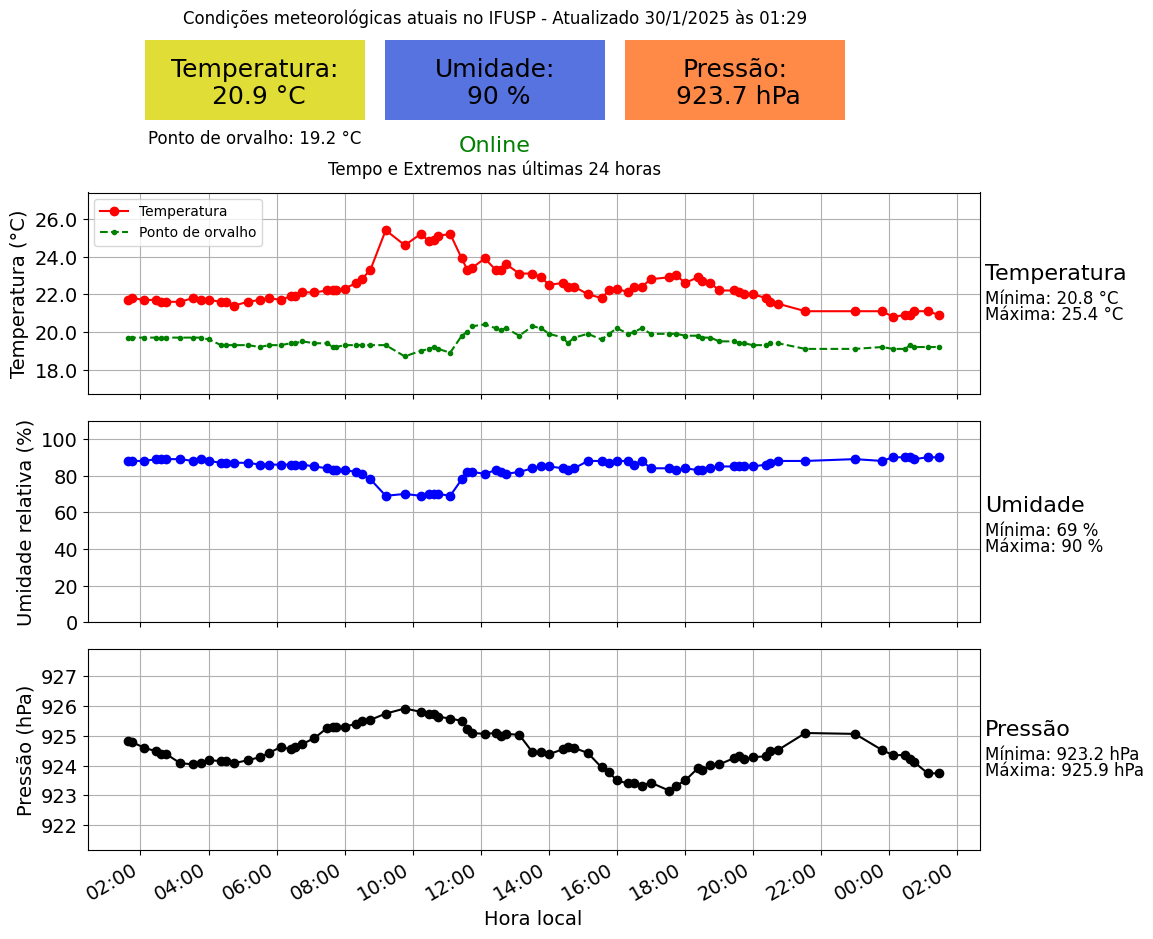 Condições meteorológicas atuais no IFUSP - Atualizado 30/1/2025 às 01:29
Temperatura:
20.9 °C
Umidade:
90 %
Pressão:
923.7 hPa
Ponto de orvalho: 19.2 °C
Online
Tempo e Extremos nas últimas 24 horas
Temperatura (°C)
26.0
24.0
22.0
20.0
18.0
Temperatura
Ponto de orvalho
Temperatura
Mínima: 20.8 °C
Máxima: 25.4 °C
Umidade relativa (%)
100
80
60
40
20
0
Umidade
Mínima: 69 %
Máxima: 90 %
Pressão (hPa)
927
926
925
924
923
922
Pressão
Mínima: 923.2 hPa
Máxima: 925.9 hPa
02:00 04:00 06:00 08:00 10:00 12:00 14:00 16:00 18:00 20:00 22:00 00:00 02:00
Hora local